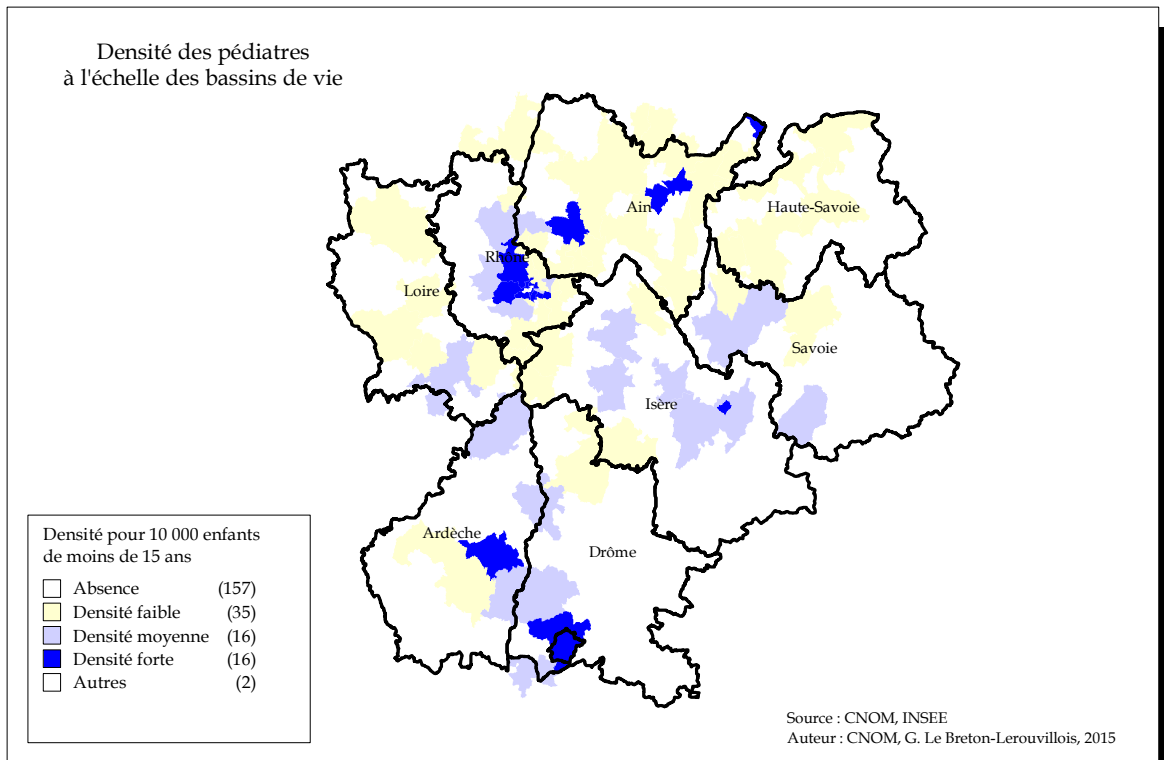 Densité des pédiatres
à l'échelle des bassins de vie
Ain
Haute-Savoie
Rhône
Loire
Savoie
Isère
Ardèche
Drôme
Densité pour 10 000 enfants
de moins de 15 ans
Absence (157)
Densité faible (35)
Densité moyenne (16)
Densité forte (16)
Autres (2)
Source : CNOM, INSEE
Auteur : CNOM, G. Le Breton-Lerouvillois, 2015